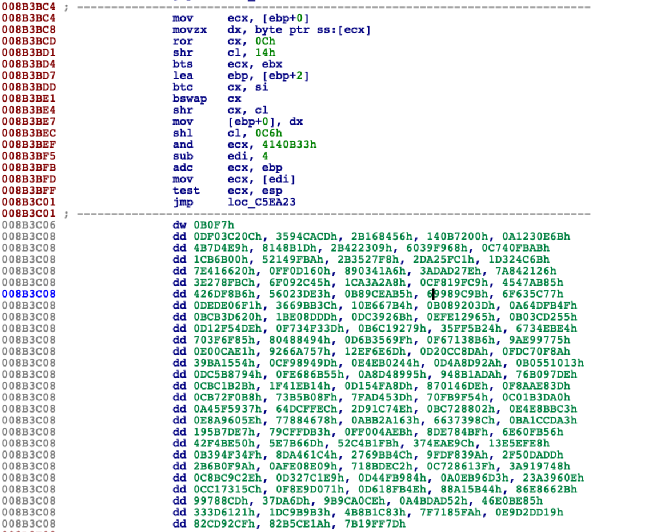 008B3BC4 ; ---------------------------------------------------------------------------
008B3BC4 mov ecx, [ebp+0]
008B3BC8 movzx dx, byte ptr ss:[ecx]
008B3BCD ror cx, 0Ch
008B3BD1 shr cl, 14h
008B3BD4 bts ecx, ebx
008B3BD7 lea ebp, [ebp+2]
008B3BDD btc cx, si
008B3BE1 bswap cx
008B3BE4 shr cx, cl
008B3BE7 mov [ebp+0], dx
008B3BEC shl cl, 0C6h
008B3BEF and ecx, 4140B33h
008B3BF5 sub edi, 4
008B3BFB adc ecx, ebp
008B3BFD mov ecx, [edi]
008B3BFF test ecx, esp
008B3C01 jmp loc_C5EA23
008B3C01 ; ---------------------------------------------------------------------------
008B3C06 dw 0B0F7h
008B3C08 dd 0DF03C20Ch, 3594CACDh, 2B168456h, 140B7200h, 0A1230E6Bh
008B3C08 dd 4B7D4E9h, 8148B1Dh, 2B422309h, 6039F968h, 0C740FBABh
008B3C08 dd 1CB6B00h, 52149FBAh, 2B3527F8h, 2DA25FC1h, 1D324C6Bh
008B3C08 dd 7E416620h, 0FF0D160h, 890341A6h, 3ADAD27Eh, 7A842126h
008B3C08 dd 3E278FBCh, 6F092C45h, 1CA3A2A8h, 0CF819FC9h, 4547AB85h
008B3C08 dd 426DF8B6h, 56023DE3h, 0B89CEAB5h, 69989C9Bh, 6F635C77h
008B3C08 dd 0DEDE06F1h, 3669BB3Ch, 10E667B4h, 0B089203Dh, 0A64DFB4Fh
008B3C08 dd 0BCB3D620h, 1BE08DDDh, 0DC3926Bh, 0EFE12965h, 0B03CD255h
008B3C08 dd 0D12F54DEh, 0F734F33Dh, 0B6C19279h, 35FF5B24h, 6734EBE4h
008B3C08 dd 703F6F85h, 80488494h, 0D6B3569Fh, 0F67138B6h, 9AE99775h
008B3C08 dd 0E00CAE1h, 9266A757h, 12EF6E6Dh, 0D20CC8DAh, 0FDC70F8Ah
008B3C08 dd 39BA1554h, 0CF98949Dh, 0E4EB0244h, 0D4A8D92Ah, 0B0551013h
008B3C08 dd 0DC5B8794h, 0FE686B55h, 0A8D48995h, 948B1ADAh, 76B097DEh
008B3C08 dd 0CBC1B2Bh, 1F41EB14h, 0D154FA8Dh, 870146DEh, 0F8AAE83Dh
008B3C08 dd 0CB72F0B8h, 73B5B08Fh, 7FAD453Dh, 70FB9F54h, 0C01B3DA0h
008B3C08 dd 0A45F5937h, 64DCFFECh, 2D91C74Eh, 0BC728802h, 0E4E8BBC3h
008B3C08 dd 0E8A9605Eh, 77884678h, 0ABB2A163h, 6637398Ch, 0BA1CCDA3h
008B3C08 dd 195B7DE7h, 79CFFDB3h, 0FF004AEBh, 8DE784BFh, 6E60FB56h
008B3C08 dd 42F4BE50h, 5E7B66Dh, 52C4B1FBh, 374EAE9Ch, 13E5EFE8h
008B3C08 dd 0B394F34Fh, 8DA461C4h, 2769BB4Ch, 9FDF839Ah, 2F50DADDh
008B3C08 dd 2B6B0F9Ah, 0AFE08E09h, 718BDEC2h, 0C728613Fh, 3A919748h
008B3C08 dd 0C8BC9C2Eh, 0D327C1E9h, 0D44FB984h, 0A0EB96D3h, 23A3960Eh
008B3C08 dd 0CC17315Ch, 0F8E9D071h, 0D618FB4Eh, 88A15B44h, 86E8662Bh
008B3C08 dd 99788CDh, 37DA6Dh, 9B9CA0CEh, 0A4BDAD52h, 46E0BE85h
008B3C08 dd 333D6121h, 1DC9B9B3h, 4B8B1C83h, 7F7185FAh, 0E9D2DD19h
008B3C08 dd 82CD92CFh, 82B5CE1Ah, 7B19FF7Dh